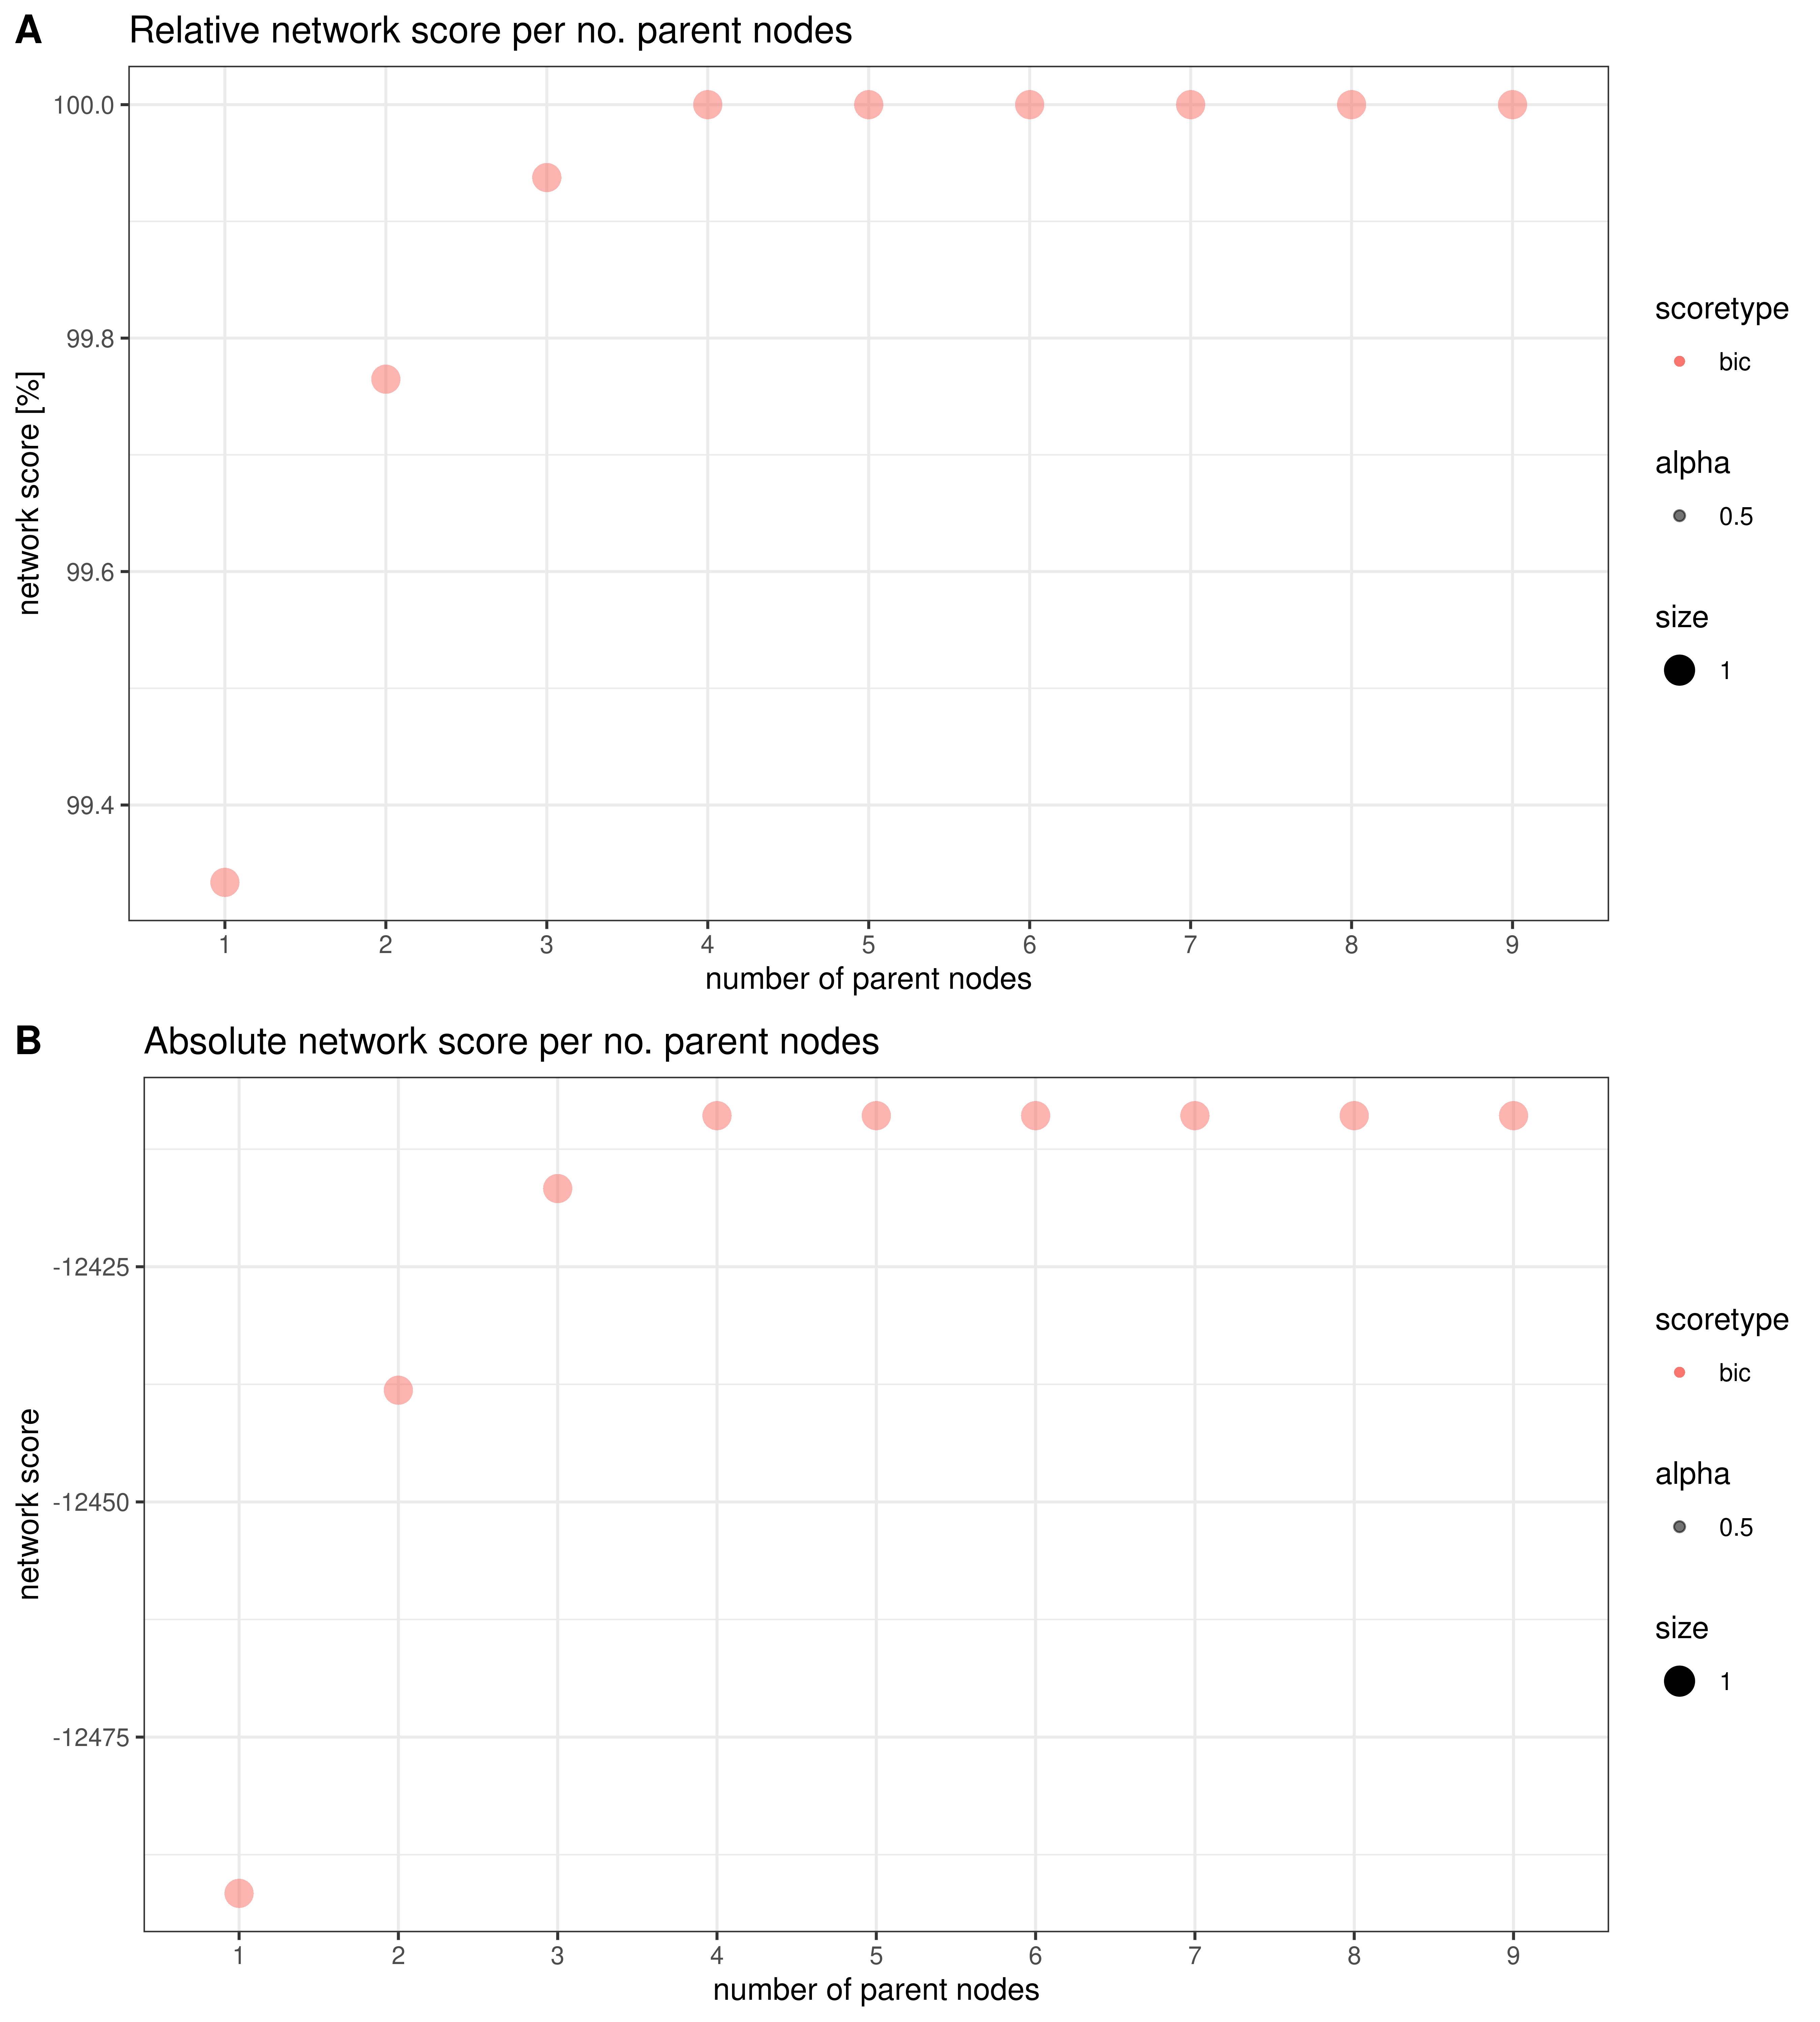 A Relative network score per no. parent nodes
network score [%]
100.0
99.8
99.6
99.4
1 2 3 4 5 6 7 8 9
number of parent nodes
scoretype
bic
alpha
0.5
size
1
B Absolute network score per no. parent nodes
network score
-12425
-12450
-12475
1 2 3 4 5 6 7 8 9
number of parent nodes
scoretype
bic
alpha
0.5
size
1